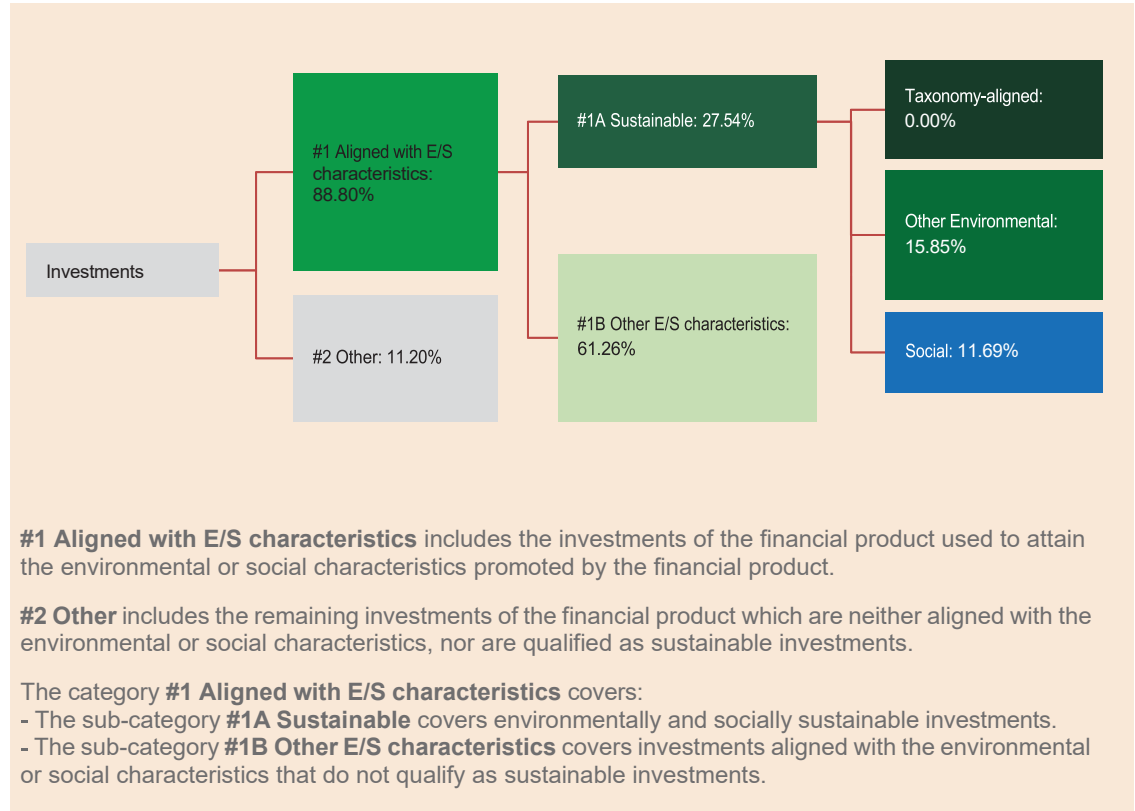 Investments
#1 Aligned with E/S
characteristics:
88.80%
#2 Other: 11.20%
#1A Sustainable: 27.54%
#1B Other E/S characteristics:
61.26%
Taxonomy-aligned:
0.00%
Other Environmental:
15.85%
Social: 11.69%
#1 Aligned with E/S characteristics includes the investments of the financial product used to attain
the environmental or social characteristics promoted by the financial product.
#2 Other includes the remaining investments of the financial product which are neither aligned with the
environmental or social characteristics, nor are qualified as sustainable investments.
The category #1 Aligned with E/S characteristics covers:
- The sub-category #1A Sustainable covers environmentally and socially sustainable investments.
- The sub-category #1B Other E/S characteristics covers investments aligned with the environmental
or social characteristics that do not qualify as sustainable investments.